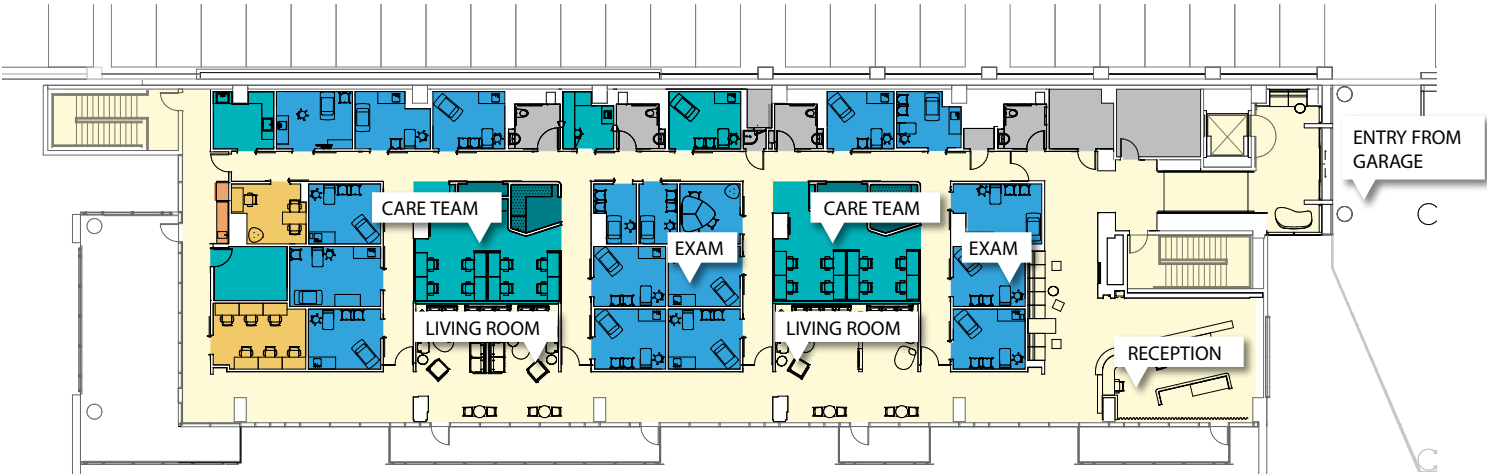 ENTRY FROM
GARAGE
CARE TEAM
CARE TEAM
EXAM
EXAM
LIVING ROOM
LIVING ROOM
RECEPTION